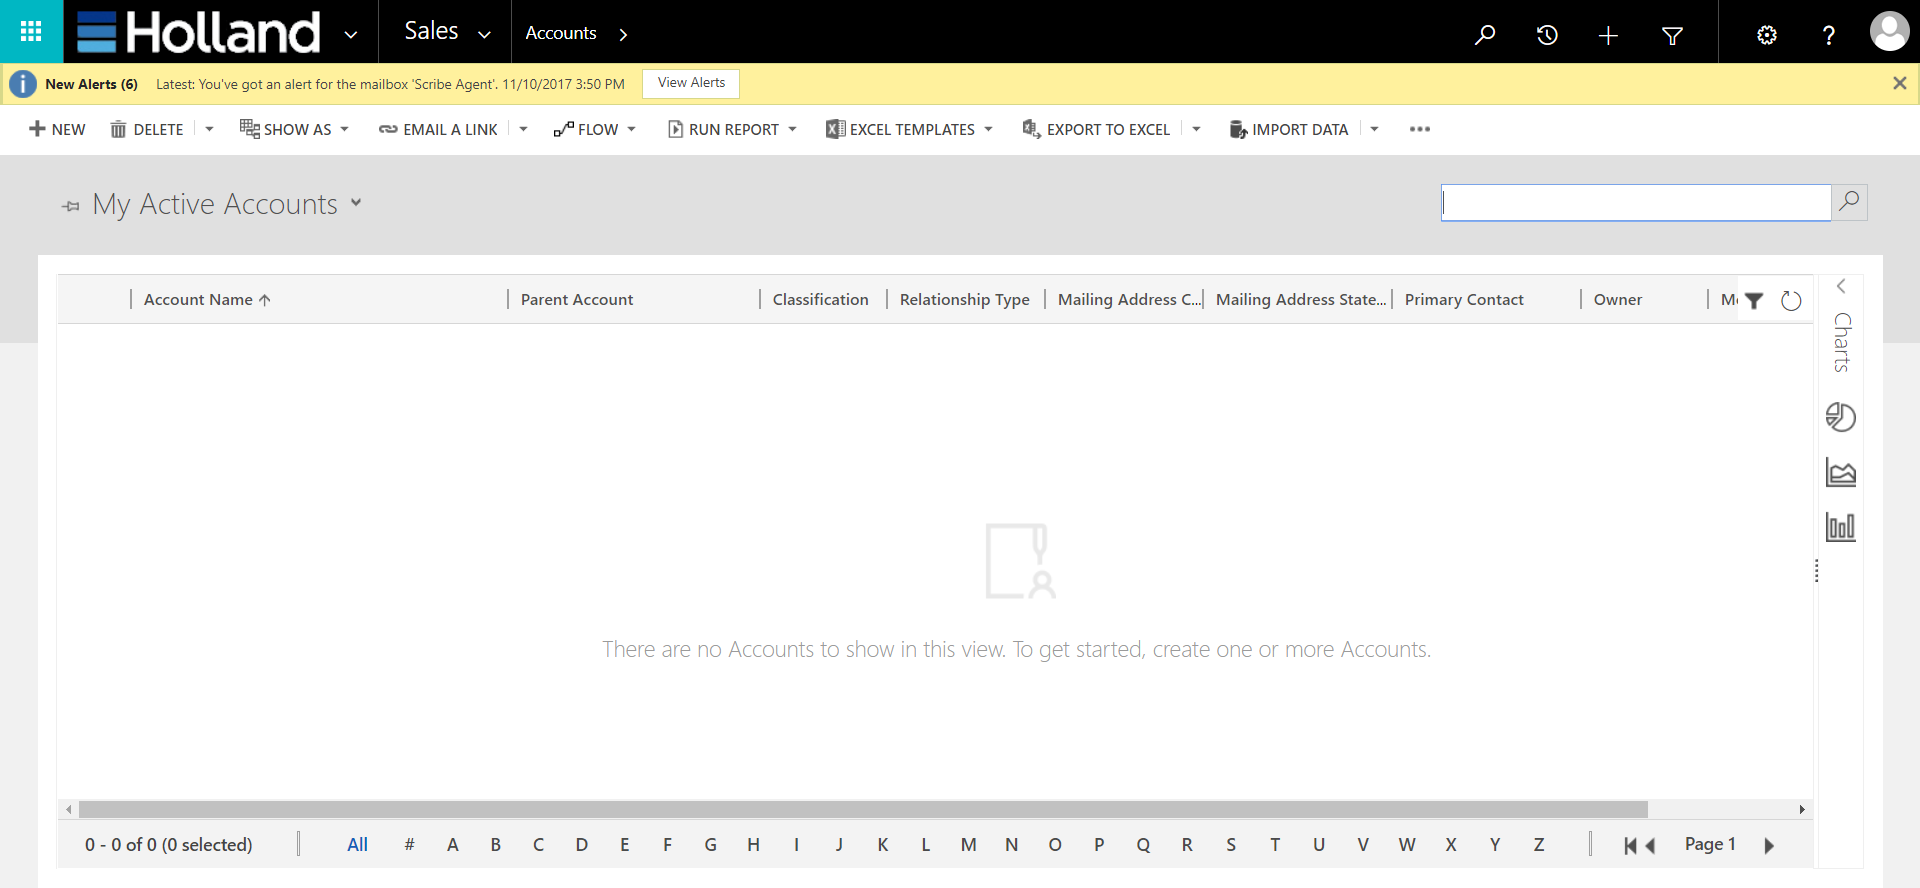 Holland
Sales
Accounts
New Alerts (6) Latest: You've got an alert for the mailbox 'Scribe Agent'. 11/10/2017 3:50 PM View Alerts
NEW DELETE SHOW AS EMAIL A LINK FLOW RUN REPORT EXCEL TEMPLATES EXPORT TO EXCEL IMPORT DATA
My Active Accounts
Account Name Parent Account Classification Relationship Type Mailing Address C... Mailing Address State... Primary Contact Owner
Charts
There are no Accounts to show in this view. To get started, create one or more Accounts.
0 - 0 of 0 (0 selected) All # A B C D E F G H I J K L M N O P Q R S T U V W X Y Z Page 1